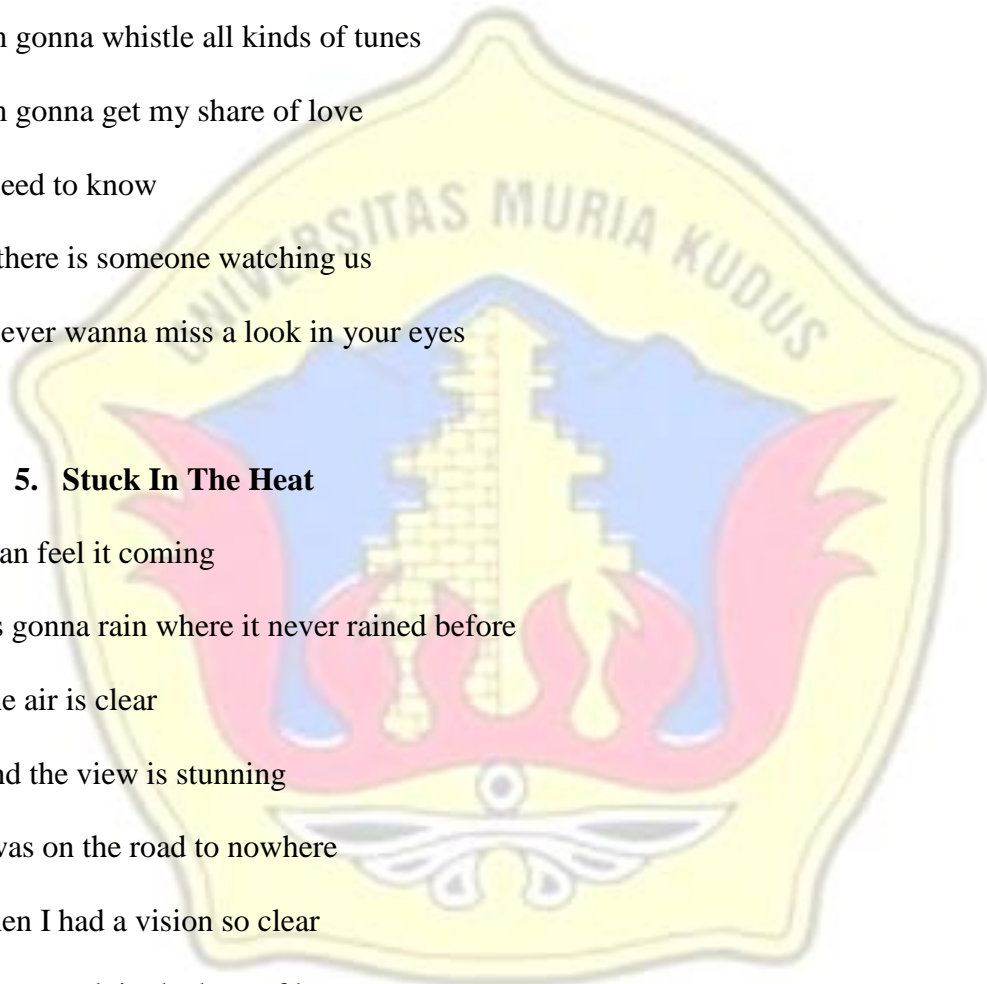 n gonna whistle all kinds of tunes
n gonna get my share of love
eed to know
there is someone watching us
ever wanna miss a look in your eyes
UNIVERSITAS MURIA KUDUS
5. Stuck In The Heat
an feel it coming
s gonna rain where it never rained before
e air is clear
nd the view is stunning
was on the road to nowhere
hen I had a vision so clear